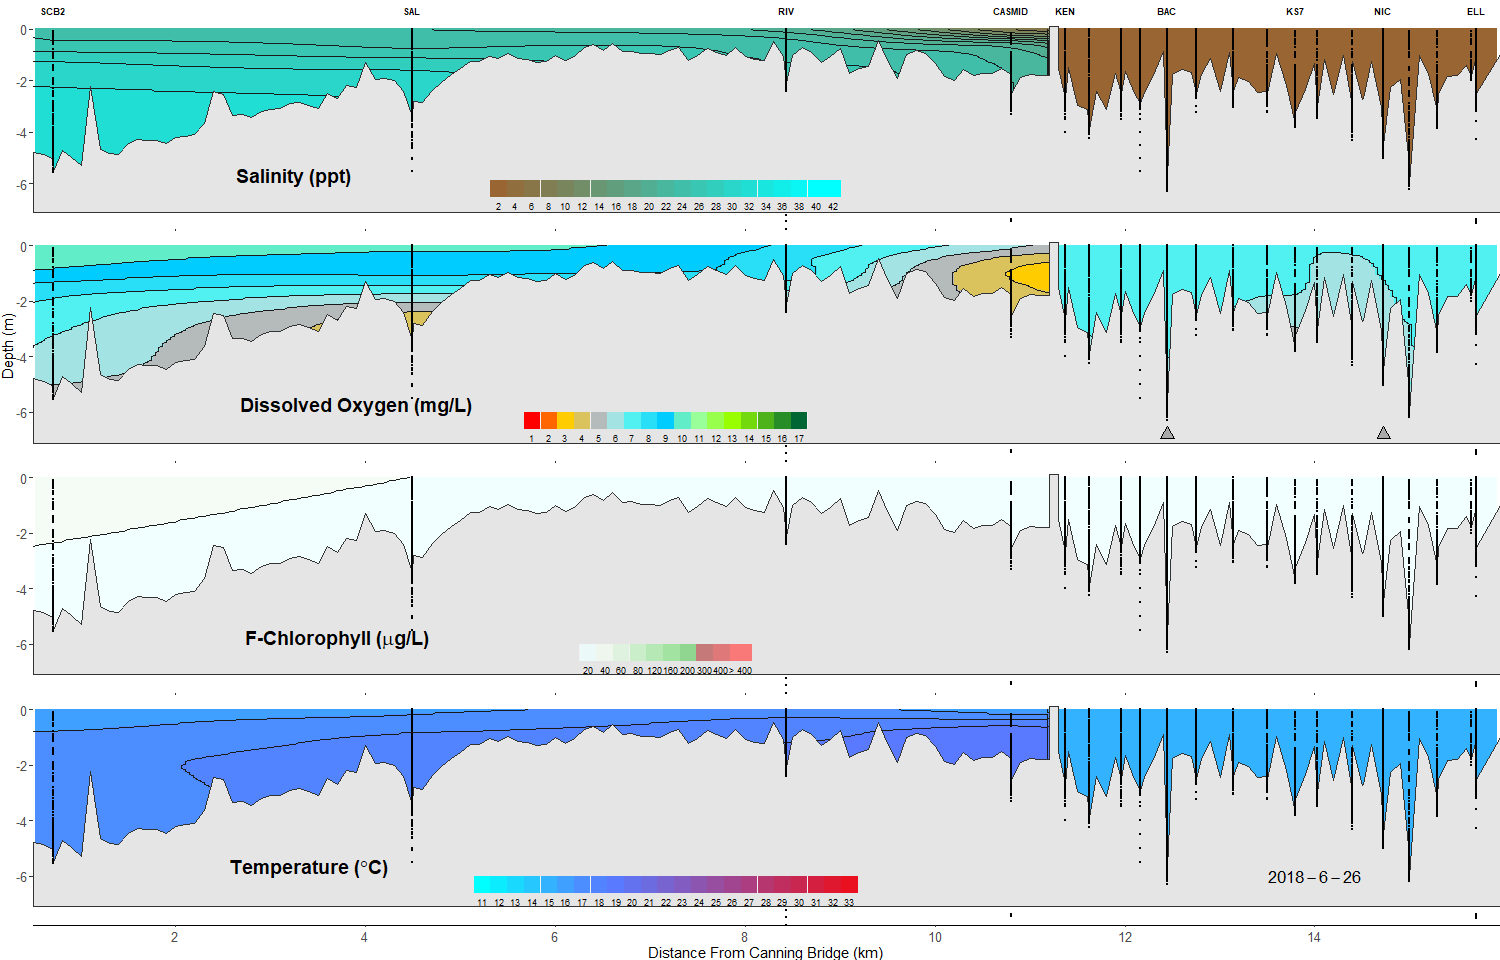 SCB2 SAL RIV CASMID KEN BAC KS7 NIC ELL
0
-2
-4
-6
Salinity (ppt)
2 4 6 8 10 12 14 16 18 20 22 24 26 28 30 32 34 36 38 40 42
0
-2
-4
-6
Depth (m)
Dissolved Oxygen (mg/L)
1 2 3 4 5 6 7 8 9 10 11 12 13 14 15 16 17
0
-2
-4
-6
F-Chlorophyll (μg/L)
20 40 60 80 120 160 200 300 400 > 400
0
-2
-4
-6
Temperature (°C)
2018 – 6 – 26
11 12 13 14 15 16 17 18 19 20 21 22 23 24 25 26 27 28 29 30 31 32 33
2 4 6 8 10 12 14
Distance From Canning Bridge (km)